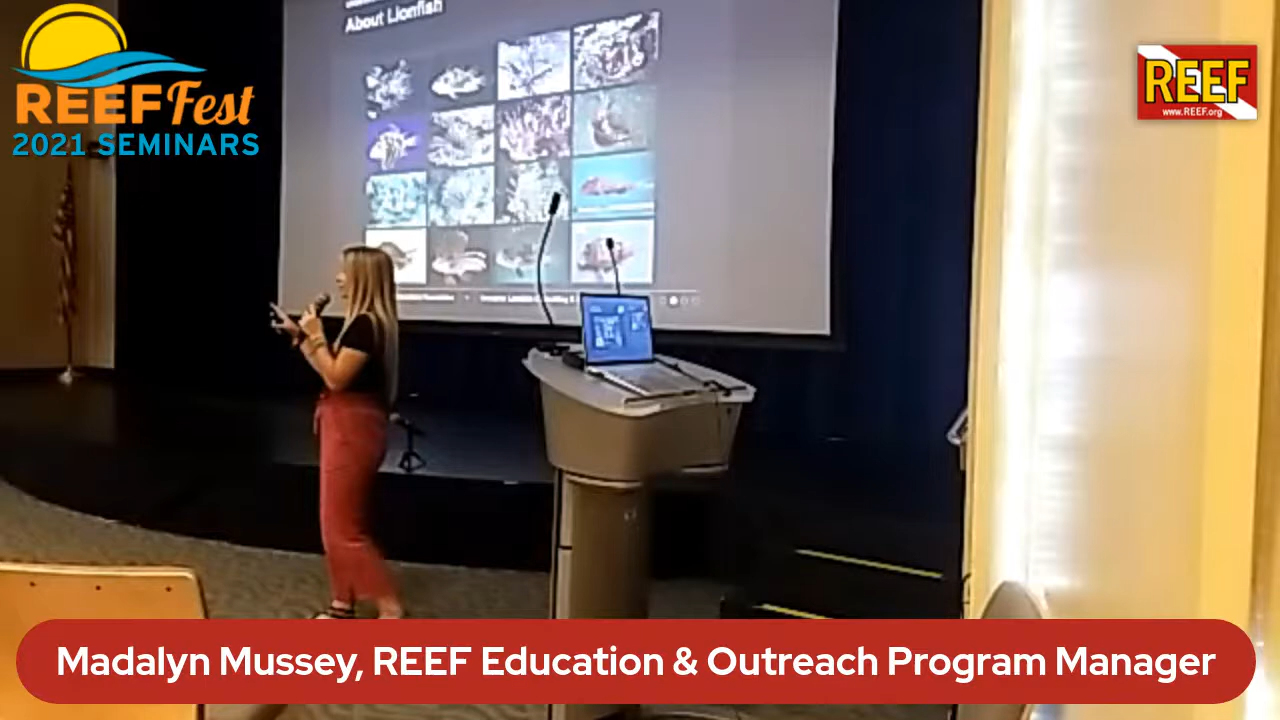 About Lionfish
REEF Fest
2021 SEMINARS
REEF
www.REEF.org
Madalyn Mussey, REEF Education & Outreach Program Manager